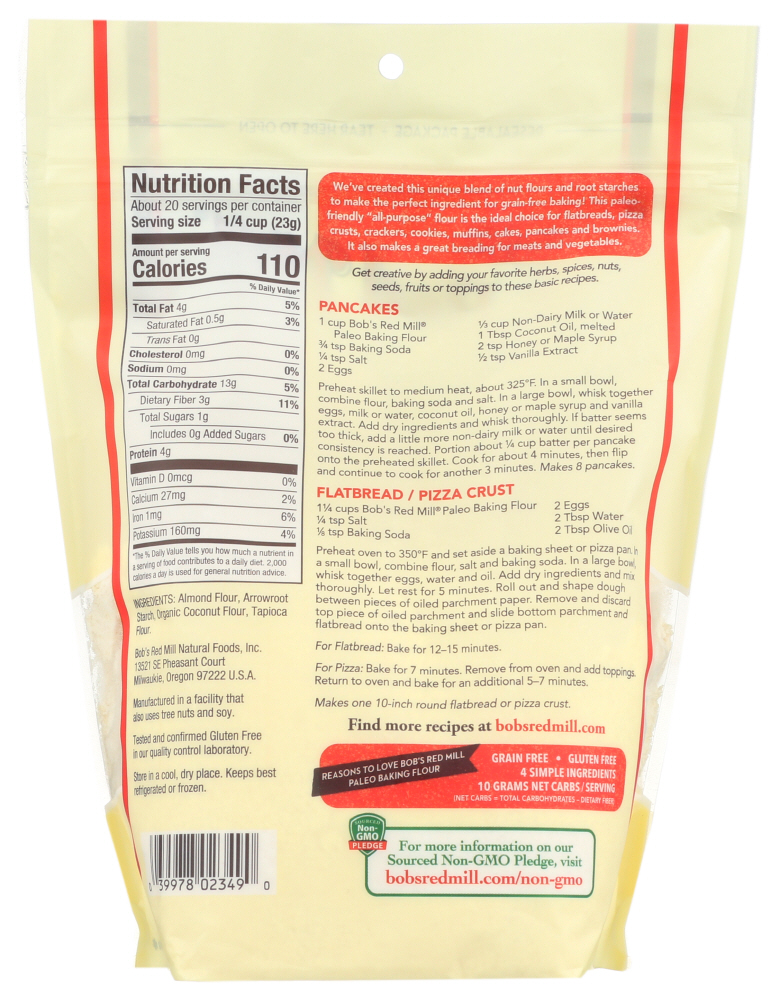 Nutrition Facts
About 20 servings per container
Serving size 1/4 cup (23g)
Amount per serving
Calories 110
% Daily Value*
Total Fat 4g 5%
Saturated Fat 0.5g 3%
Trans Fat 0g
Cholesterol 0mg 0%
Sodium 0mg 0%
Total Carbohydrate 13g 5%
Dietary Fiber 3g 11%
Total Sugars 1g
Includes 0g Added Sugars 0%
Protein 4g
Vitamin D 0mcg 0%
Calcium 27mg 2%
Iron 1mg 6%
Potassium 160mg 4%
*The % Daily Value tells you how much a nutrient in
a serving of food contributes to a daily diet. 2,000
calories a day is used for general nutrition advice.
INGREDIENTS: Almond Flour, Arrowroot
Starch, Organic Coconut Flour, Tapioca
Flour.
Bob's Red Mill Natural Foods, Inc.
13521 SE Pheasant Court
Milwaukie, Oregon 97222 U.S.A.
Manufactured in a facility that
also uses tree nuts and soy.
Tested and confirmed Gluten Free
in our quality control laboratory.
Store in a cool, dry place. Keeps best
refrigerated or frozen.
0 39978 02349 0
We've created this unique blend of nut flours and root starches
to make the perfect ingredient for grain-free baking! This paleo-
friendly "all-purpose" flour is the ideal choice for flatbreads, pizza
crusts, crackers, cookies, muffins, cakes, pancakes and brownies.
It also makes a great breading for meats and vegetables.
Get creative by adding your favorite herbs, spices, nuts,
seeds, fruits or toppings to these basic recipes.
PANCAKES
1 cup Bob's Red Mill®
Paleo Baking Flour
¾ tsp Baking Soda
¼ tsp Salt
2 Eggs
⅓ cup Non-Dairy Milk or Water
1 Tbsp Coconut Oil, melted
2 tsp Honey or Maple Syrup
½ tsp Vanilla Extract
Preheat skillet to medium heat, about 325°F. In a small bowl,
combine flour, baking soda and salt. In a large bowl, whisk together
eggs, milk or water, coconut oil, honey or maple syrup and vanilla
extract. Add dry ingredients and whisk thoroughly. If batter seems
too thick, add a little more non-dairy milk or water until desired
consistency is reached. Portion about ¼ cup batter per pancake
onto the preheated skillet. Cook for about 4 minutes, then flip
and continue to cook for another 3 minutes. Makes 8 pancakes.
FLATBREAD / PIZZA CRUST
1¼ cups Bob's Red Mill® Paleo Baking Flour
¼ tsp Salt
⅛ tsp Baking Soda
2 Eggs
2 Tbsp Water
2 Tbsp Olive Oil
Preheat oven to 350°F and set aside a baking sheet or pizza pan. In
a small bowl, combine flour, salt and baking soda. In a large bowl,
whisk together eggs, water and oil. Add dry ingredients and mix
thoroughly. Let rest for 5 minutes. Roll out and shape dough
between pieces of oiled parchment paper. Remove and discard
top piece of oiled parchment and slide bottom parchment and
flatbread onto the baking sheet or pizza pan.
For Flatbread: Bake for 12–15 minutes.
For Pizza: Bake for 7 minutes. Remove from oven and add toppings.
Return to oven and bake for an additional 5–7 minutes.
Makes one 10-inch round flatbread or pizza crust.
Find more recipes at bobsredmill.com
REASONS TO LOVE BOB'S RED MILL
PALEO BAKING FLOUR
GRAIN FREE • GLUTEN FREE
4 SIMPLE INGREDIENTS
10 GRAMS NET CARBS/SERVING
(NET CARBS = TOTAL CARBOHYDRATES - DIETARY FIBER)
SOURCED
Non-
GMO
PLEDGE
For more information on our
Sourced Non-GMO Pledge, visit
bobsredmill.com/non-gmo